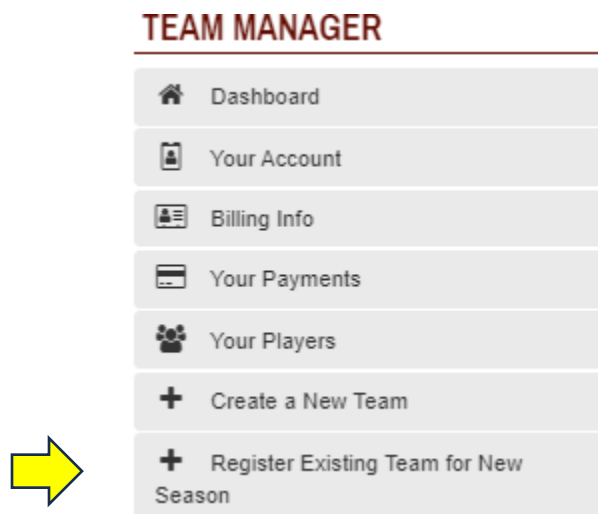 TEAM MANAGER
Dashboard
Your Account
Billing Info
Your Payments
Your Players
Create a New Team
Register Existing Team for New
Season